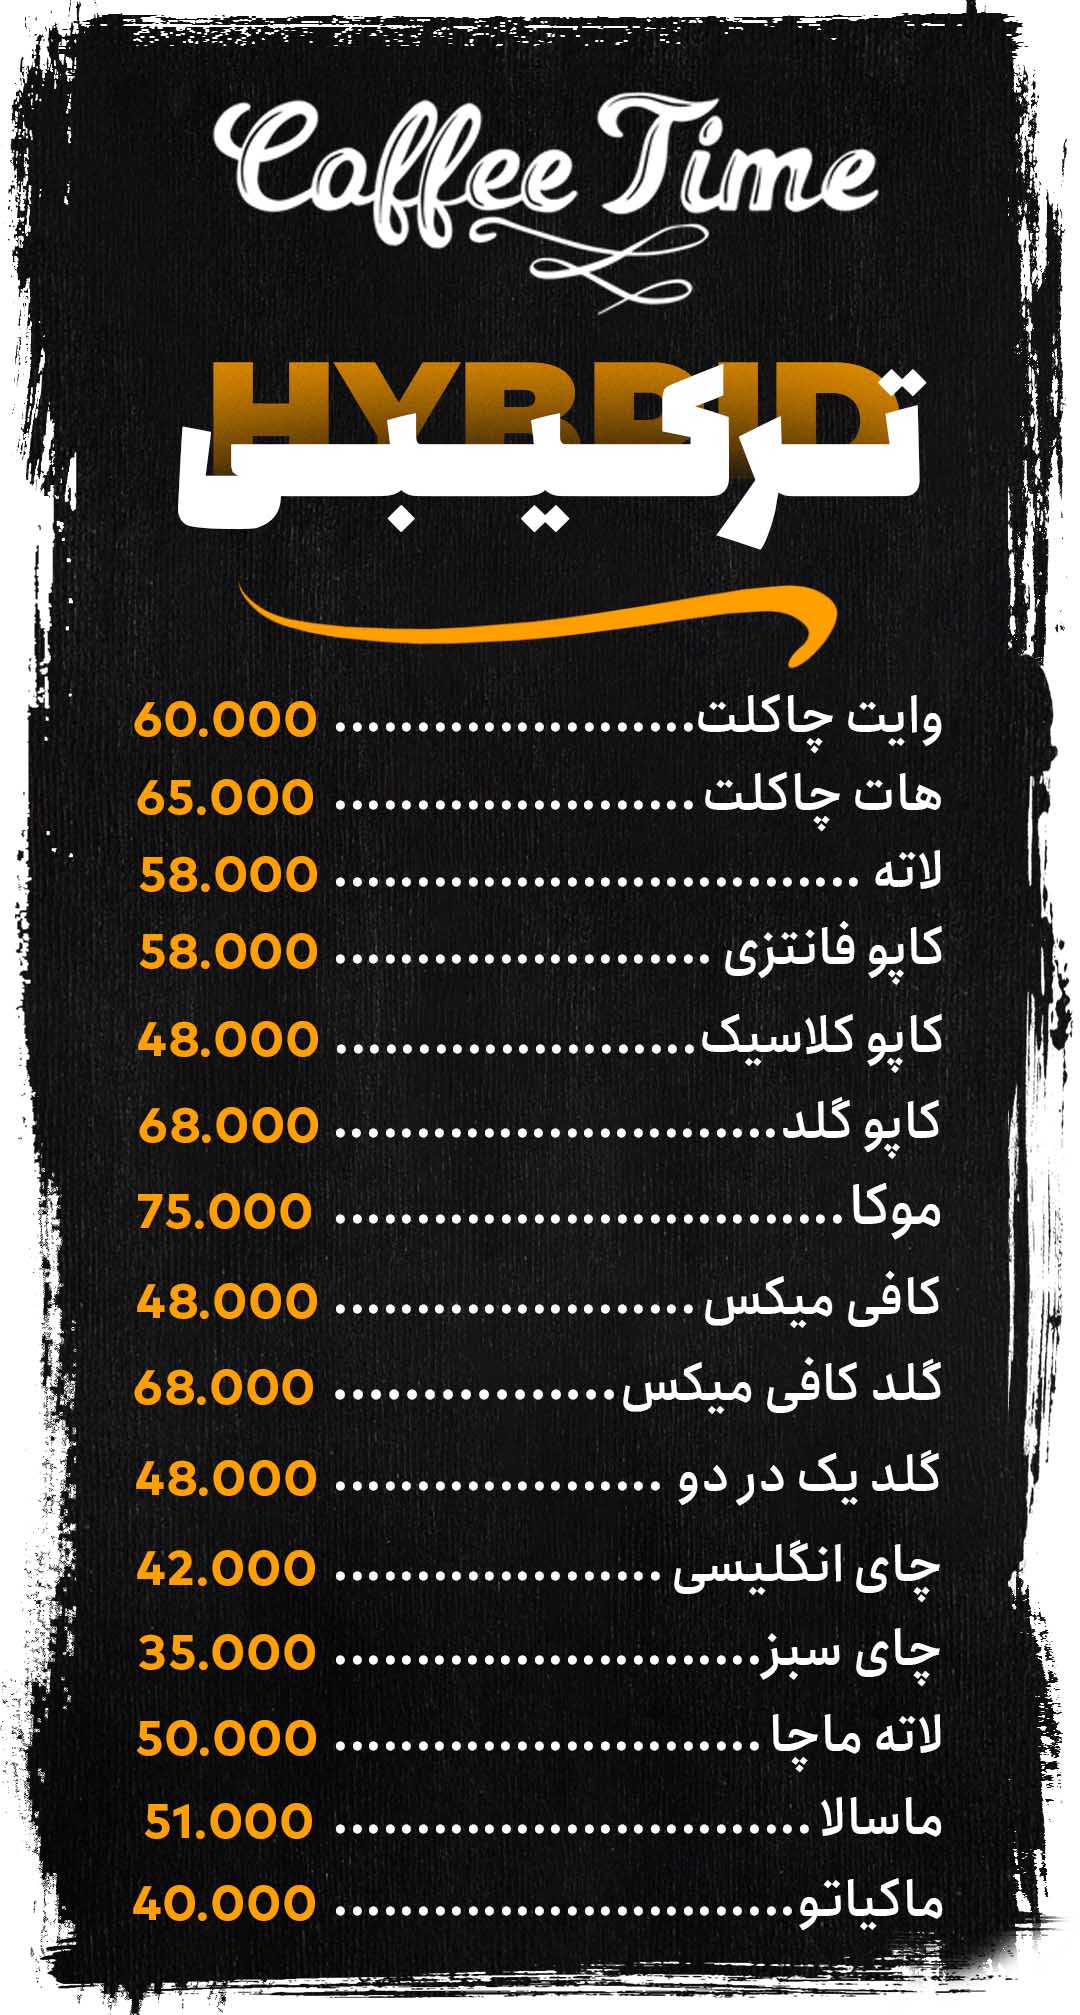 Coffee Time
HYBRID
ترکیبی
وایت چاکلت......................60.000
هات چاکلت......................65.000
لاته................................58.000
کاپو فانتزی.......................58.000
کاپو کلاسیک......................48.000
کاپو گلد...........................68.000
موکا...............................75.000
کافی میکس......................48.000
گلد کافی میکس.................68.000
گلد یک در دو....................48.000
چای انگلیسی....................42.000
چای سبز..........................35.000
لاته ماچا..........................50.000
ماسالا.............................51.000
ماکیاتو............................40.000